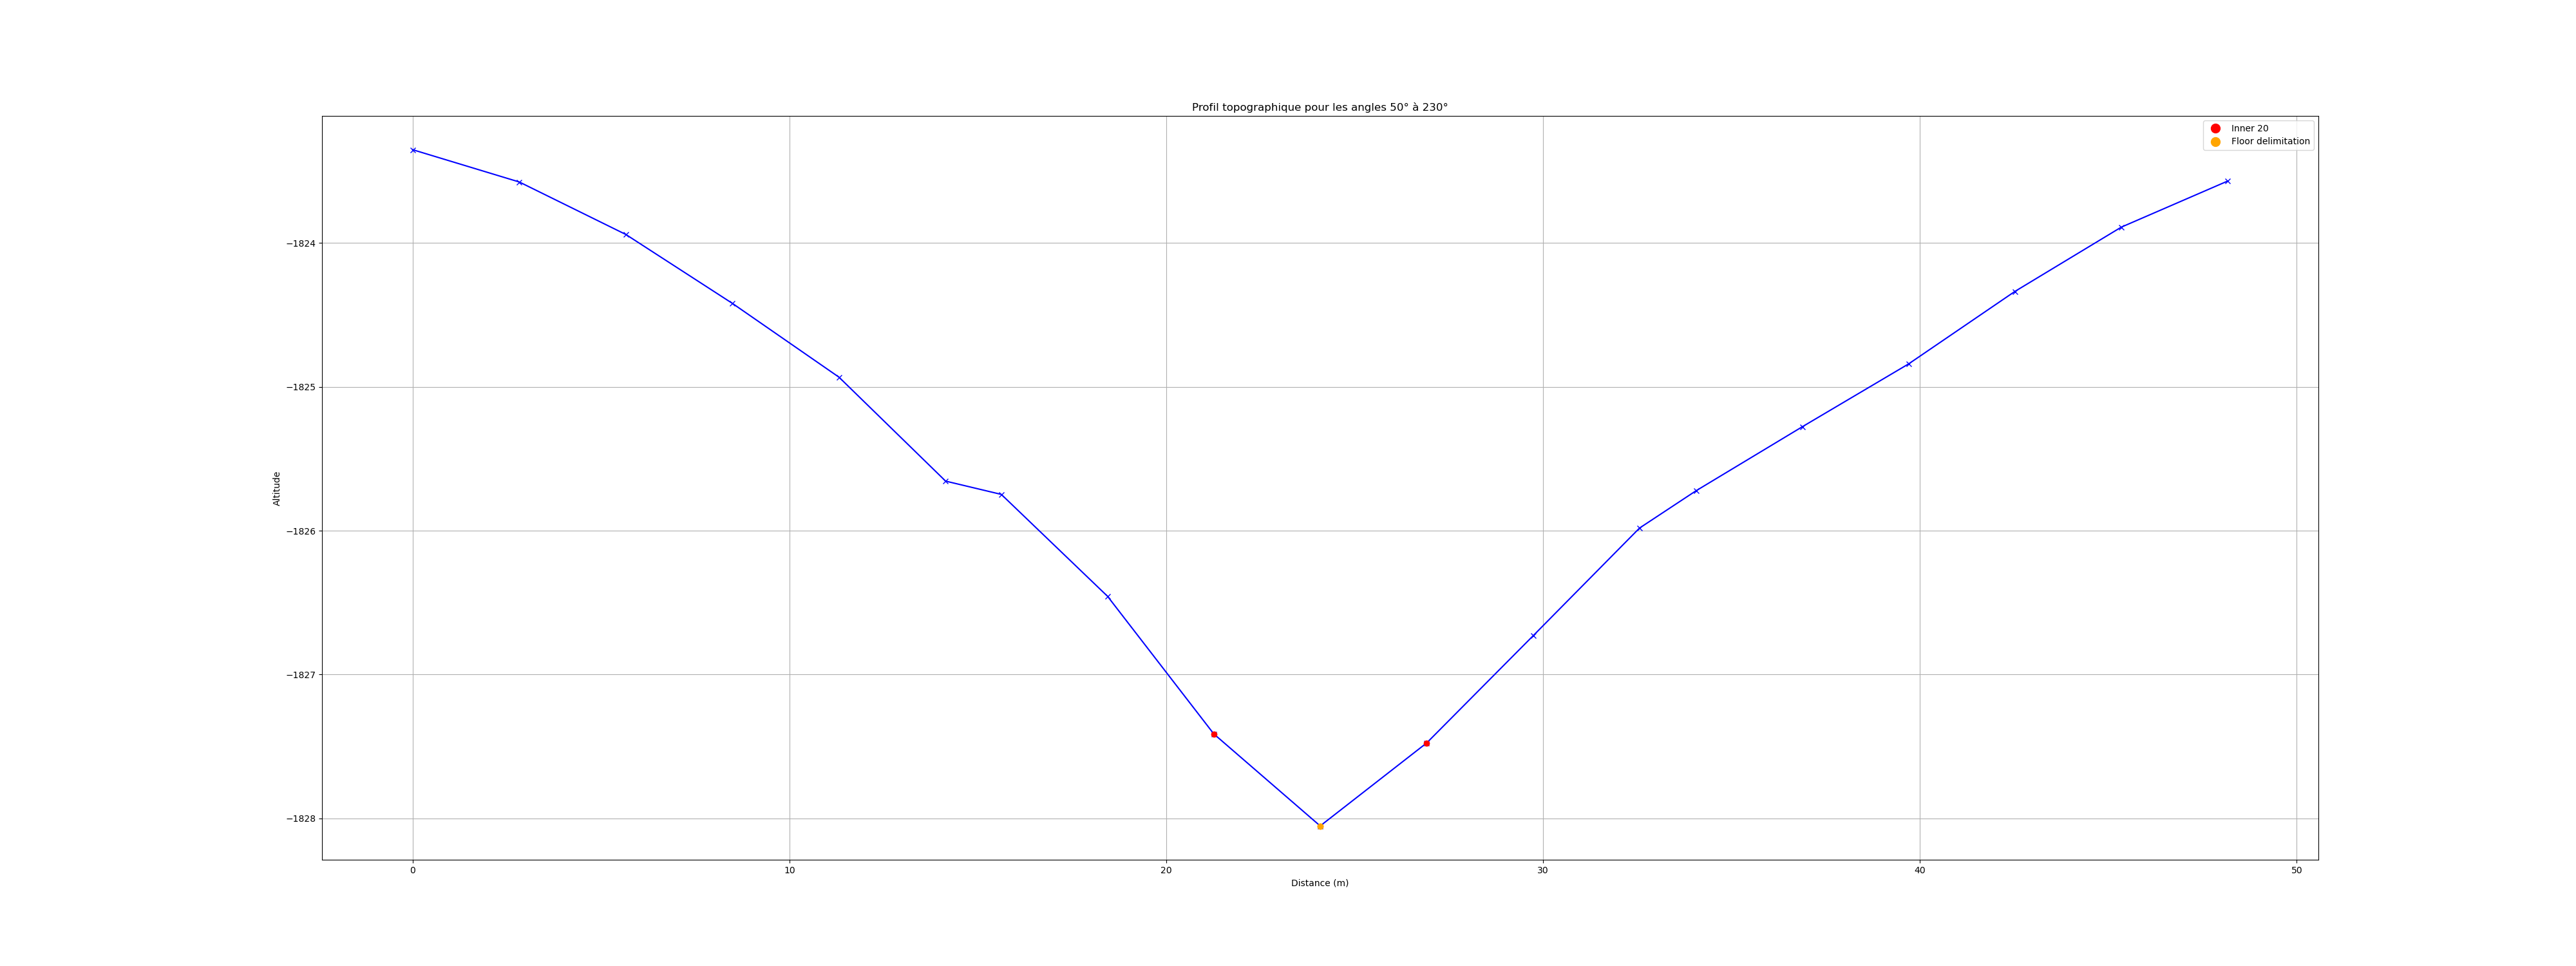 Profil topographique pour les angles 50° à 230°
Inner 20
Floor delimitation
Altitude
−1824
−1825
−1826
−1827
−1828
0 10 20 30 40 50
Distance (m)